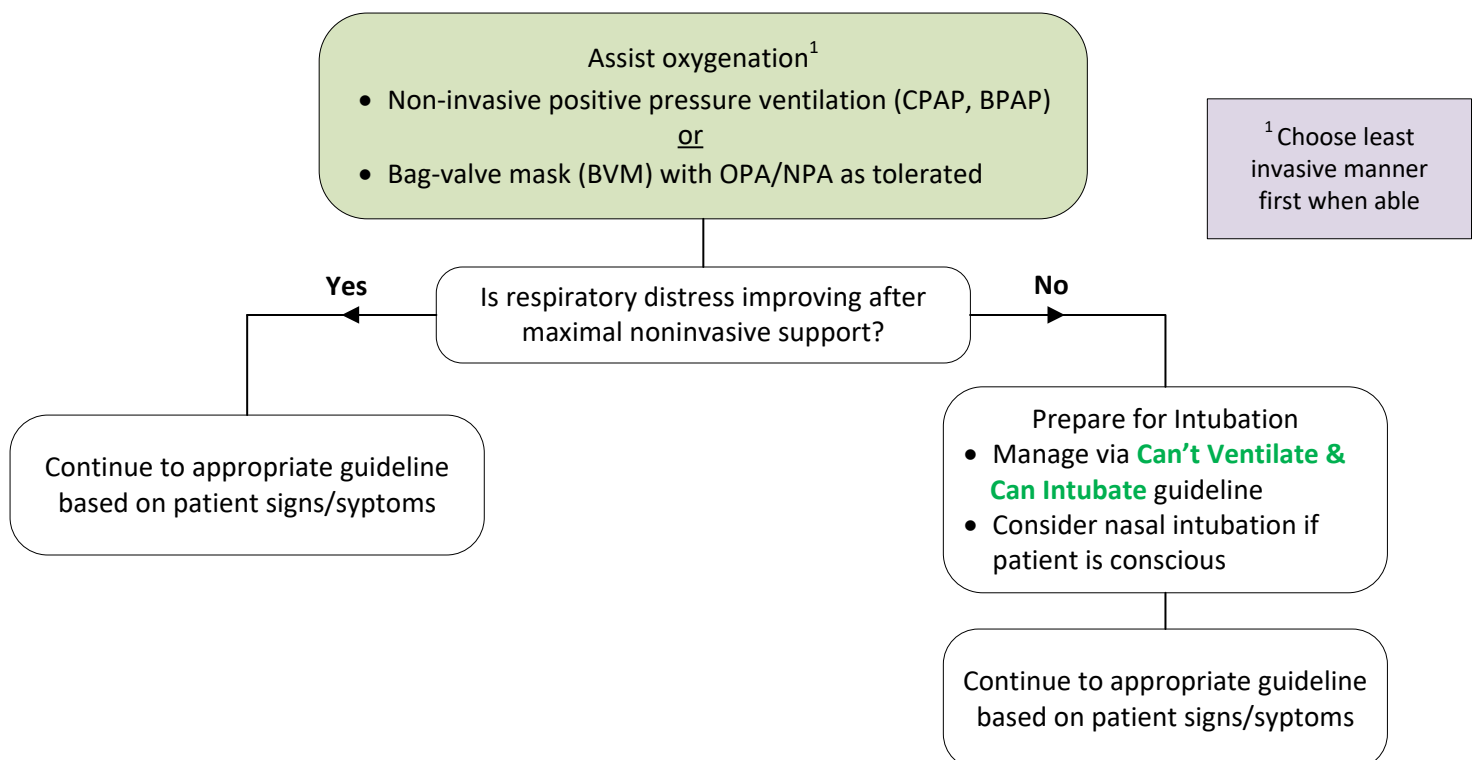 Assist oxygenation¹
• Non-invasive positive pressure ventilation (CPAP, BPAP)
or
• Bag-valve mask (BVM) with OPA/NPA as tolerated
¹ Choose least
invasive manner
first when able
Yes
Is respiratory distress improving after
maximal noninvasive support?
No
Continue to appropriate guideline
based on patient signs/syptoms
Prepare for Intubation
• Manage via Can’t Ventilate &
Can Intubate guideline
• Consider nasal intubation if
patient is conscious
Continue to appropriate guideline
based on patient signs/syptoms